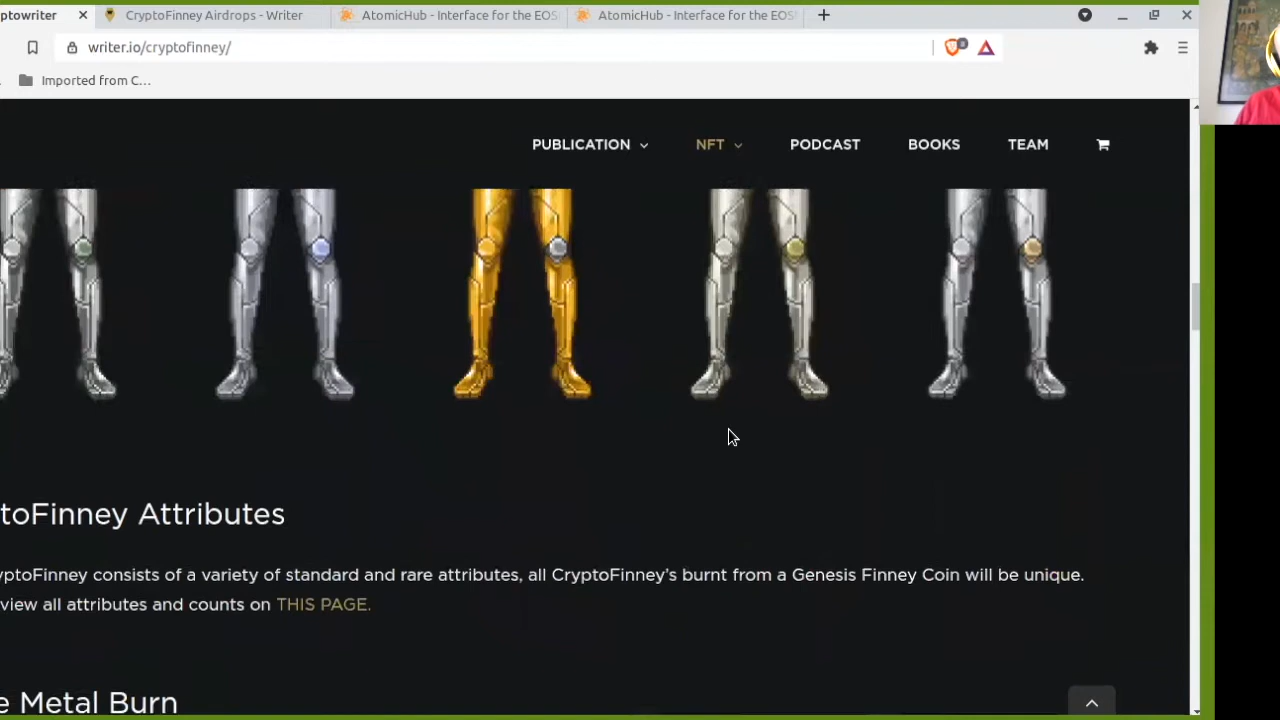 ptowriter
CryptoFinney Airdrops - Writer
AtomicHub - Interface for the EOS
AtomicHub - Interface for the EOS
writer.io/cryptofinney/
Imported from C...
PUBLICATION
NFT
PODCAST
BOOKS
TEAM
toFinney Attributes
yptoFinney consists of a variety of standard and rare attributes, all CryptoFinney's burnt from a Genesis Finney Coin will be unique.
view all attributes and counts on THIS PAGE.
e Metal Burn